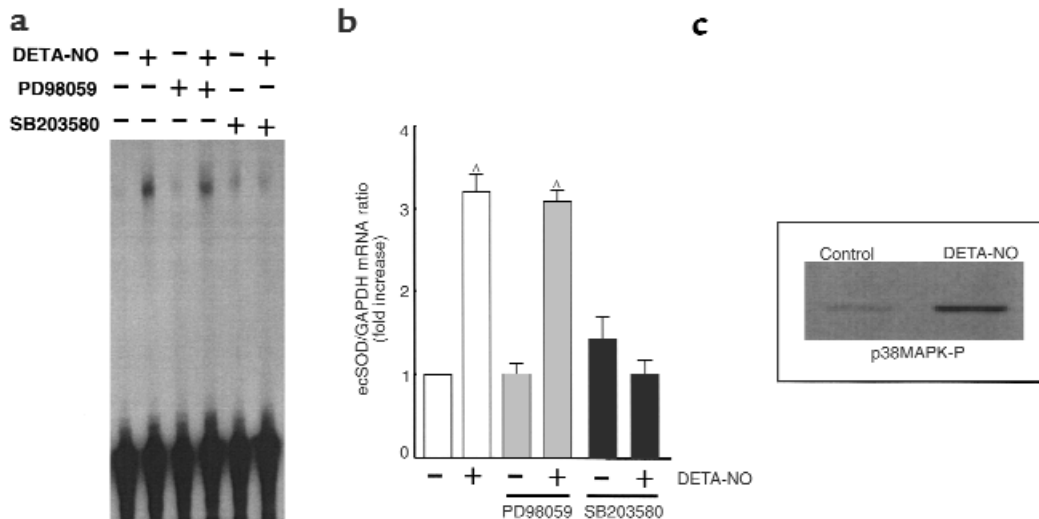 a
DETA-NO - + - + - +
PD98059 - - + + - -
SB203580 - - - - + +
b
ecSOD/GAPDH mRNA ratio
(fold increase)
4
3
2
1
0
^ ^
- + - + - + DETA-NO
PD98059 SB203580
c
Control DETA-NO
p38MAPK-P